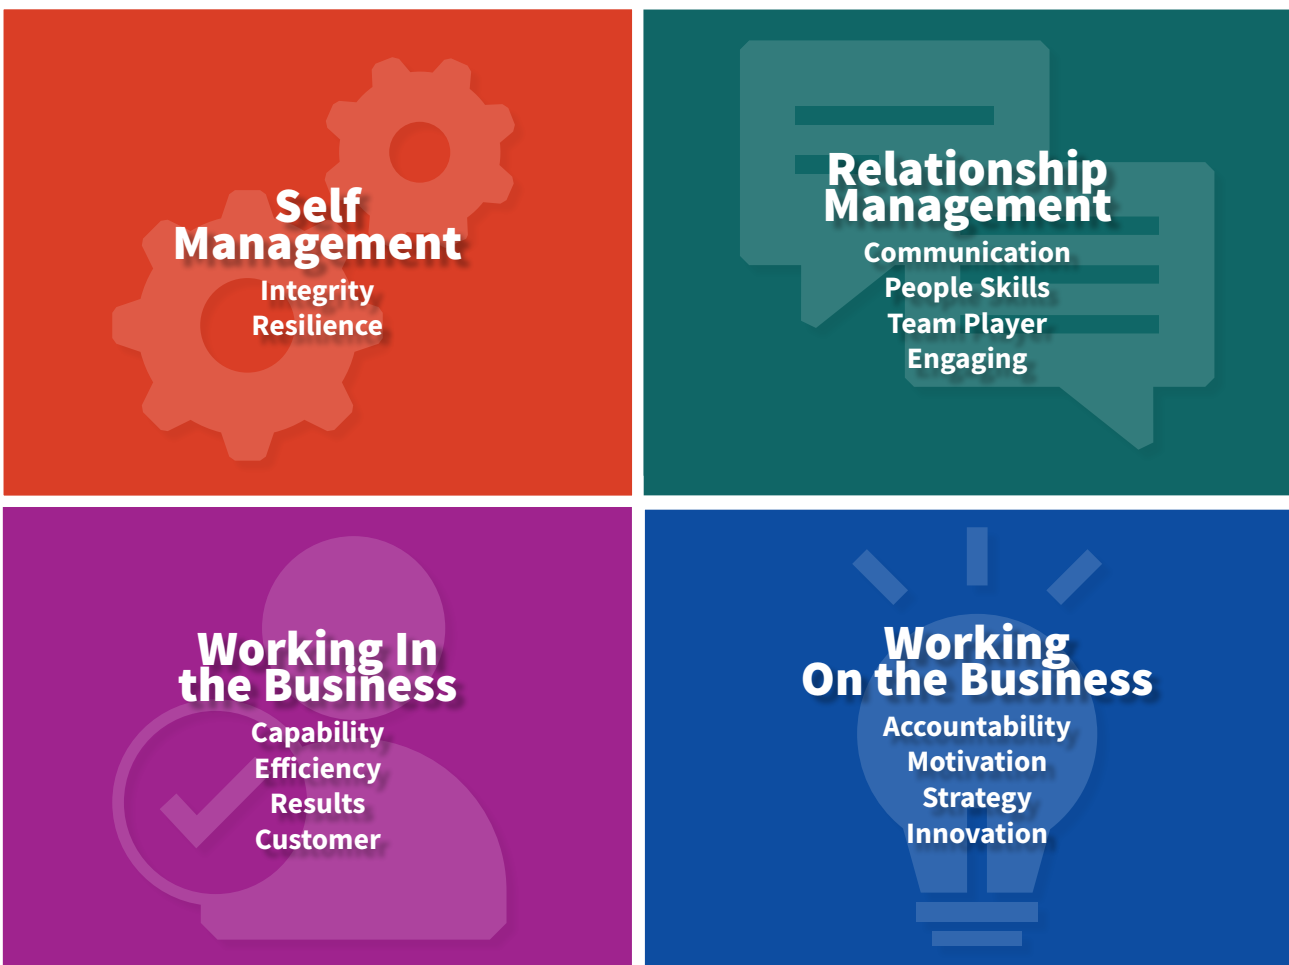 Self
Management
Integrity
Resilience
Relationship
Management
Communication
People Skills
Team Player
Engaging
Working In
the Business
Capability
Efficiency
Results
Customer
Working
On the Business
Accountability
Motivation
Strategy
Innovation